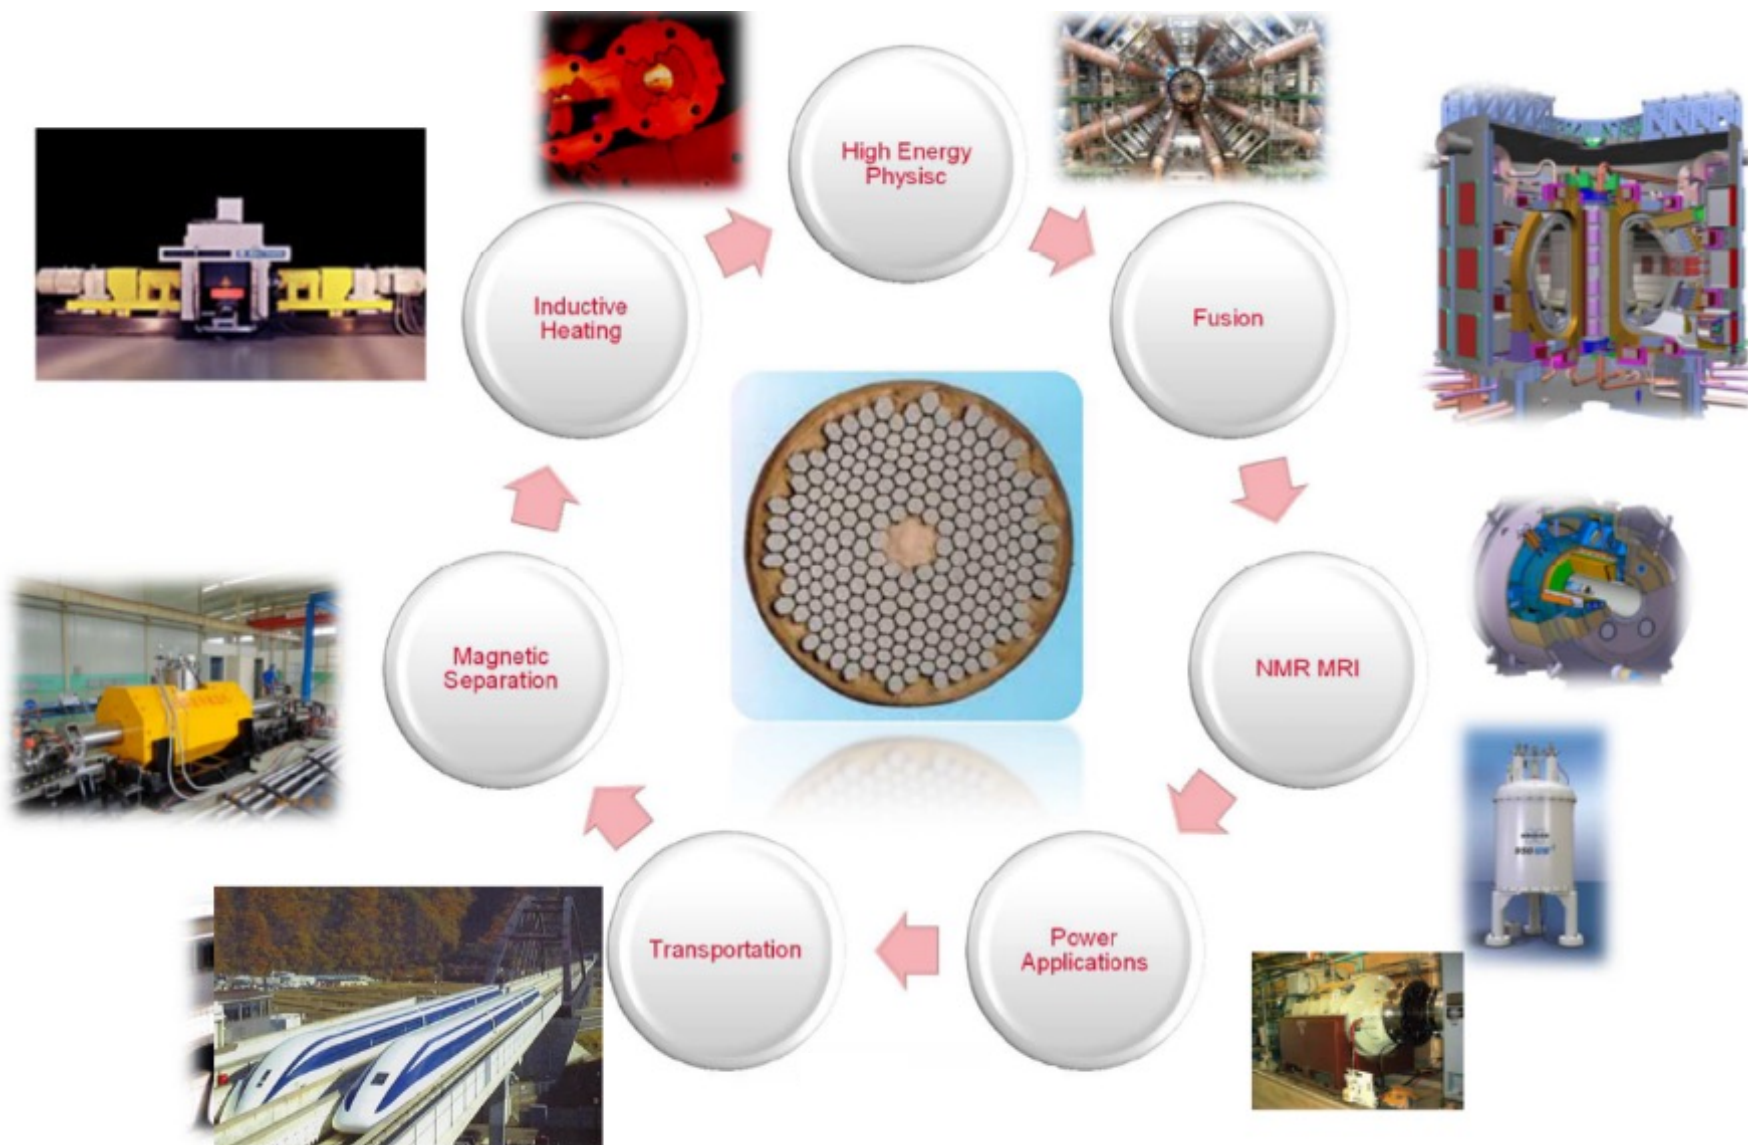 High Energy
Physisc
Fusion
NMR MRI
Power
Applications
Transportation
Magnetic
Separation
Inductive
Heating